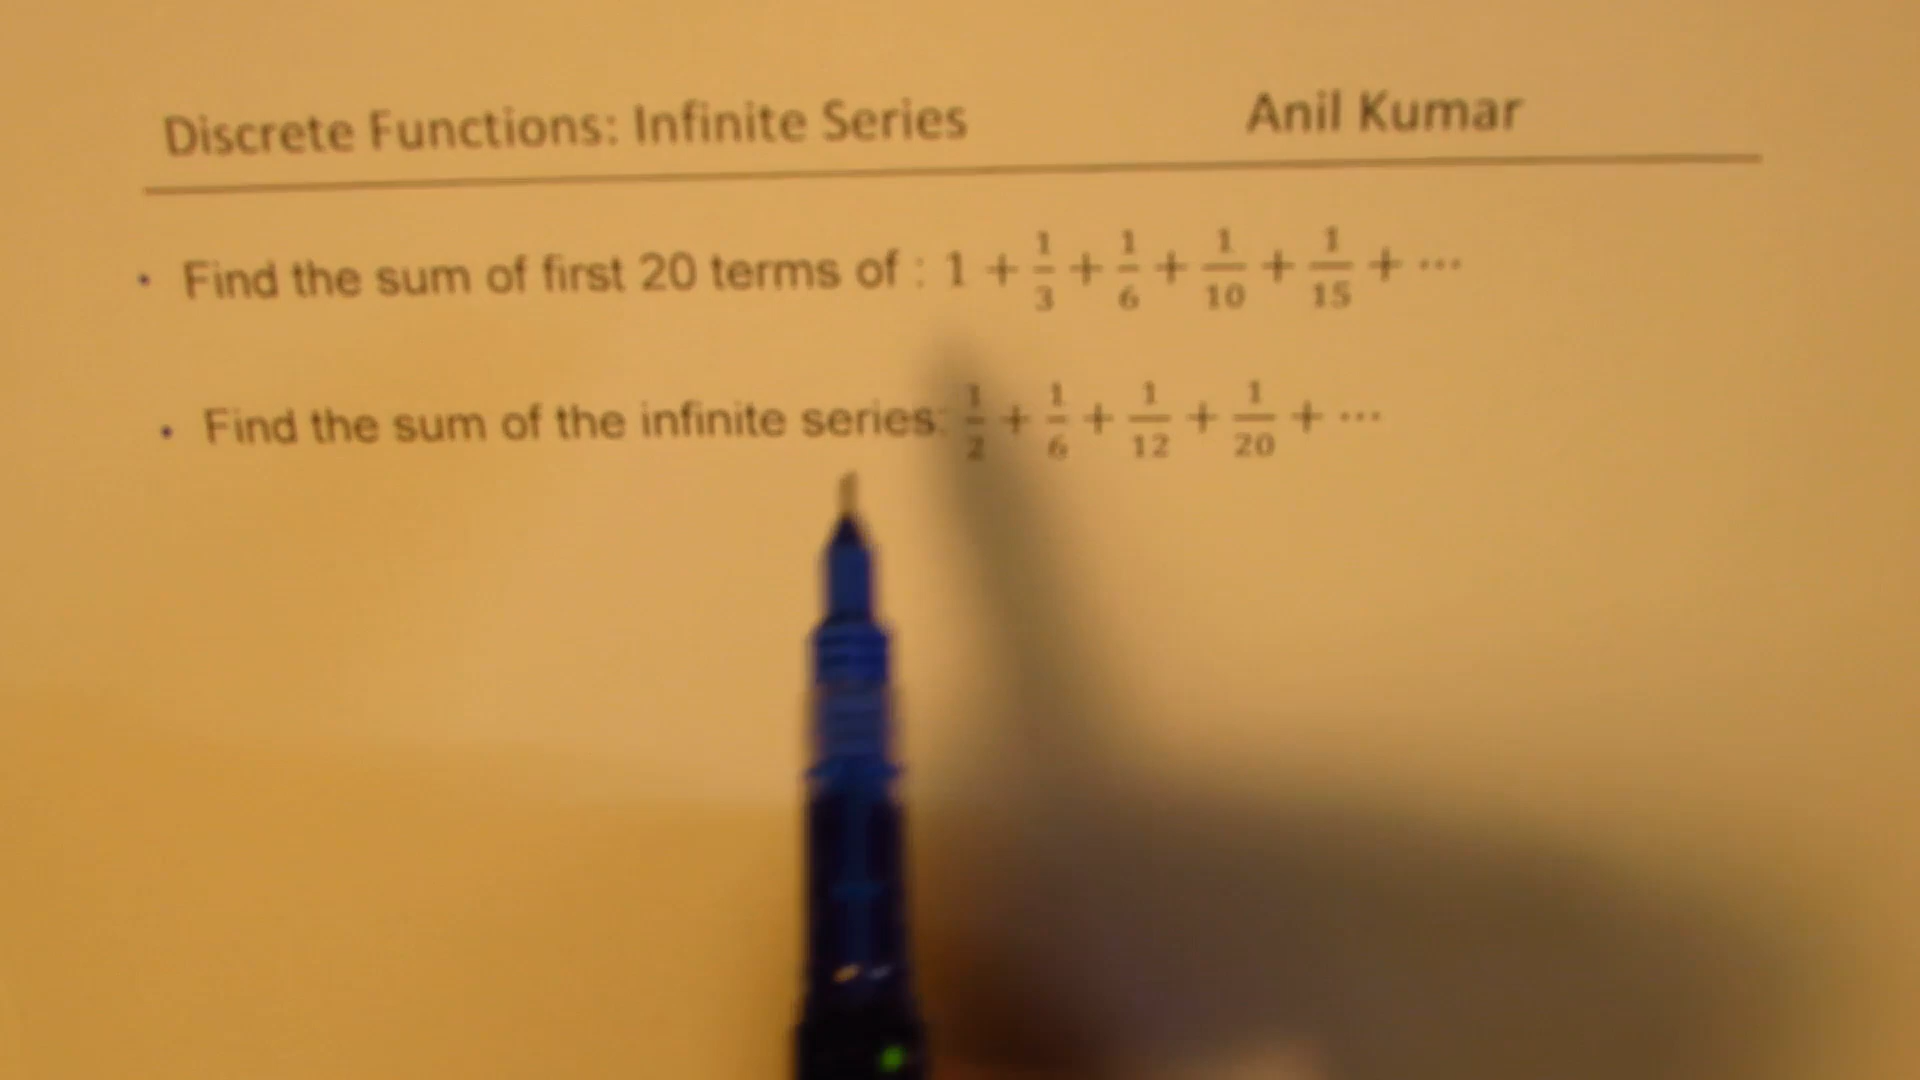 Discrete Functions: Infinite Series Anil Kumar
• Find the sum of first 20 terms of : 1 + 1/3 + 1/6 + 1/10 + 1/15 + ⋯
• Find the sum of the infinite series: 1/2 + 1/6 + 1/12 + 1/20 + ⋯